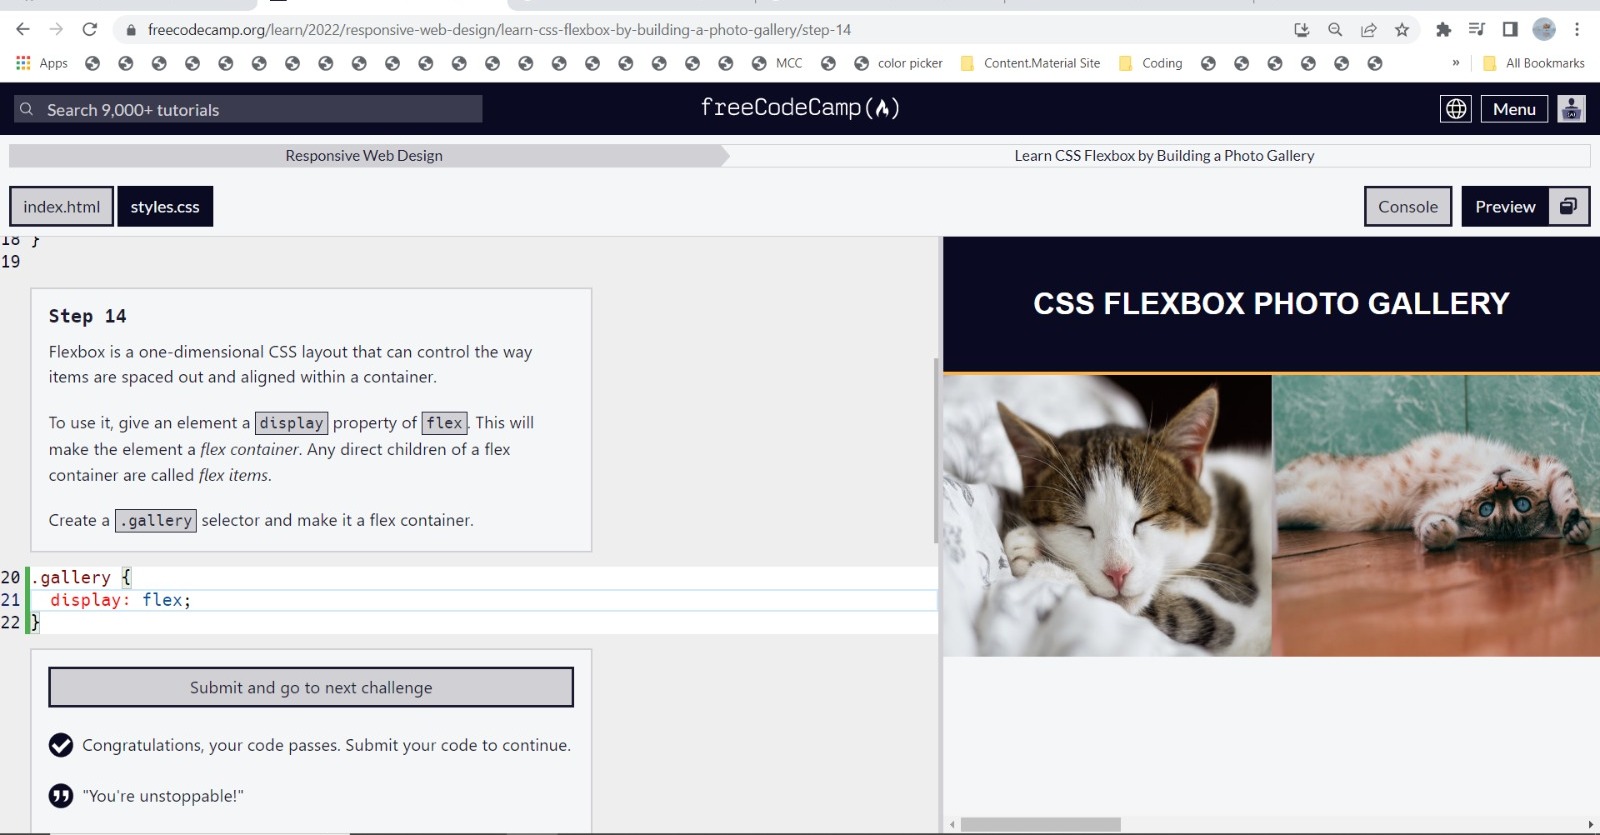 freecodecamp.org/learn/2022/responsive-web-design/learn-css-flexbox-by-building-a-photo-gallery/step-14
Apps MCC color picker Content.Material Site Coding » All Bookmarks
Search 9,000+ tutorials freeCodeCamp(🔥) Menu
Responsive Web Design Learn CSS Flexbox by Building a Photo Gallery
index.html styles.css Console Preview
18 }
19
Step 14
Flexbox is a one-dimensional CSS layout that can control the way
items are spaced out and aligned within a container.
To use it, give an element a display property of flex. This will
make the element a flex container. Any direct children of a flex
container are called flex items.
Create a .gallery selector and make it a flex container.
20 .gallery {
21 display: flex;
22 }
Submit and go to next challenge
Congratulations, your code passes. Submit your code to continue.
"You're unstoppable!"
CSS FLEXBOX PHOTO GALLERY